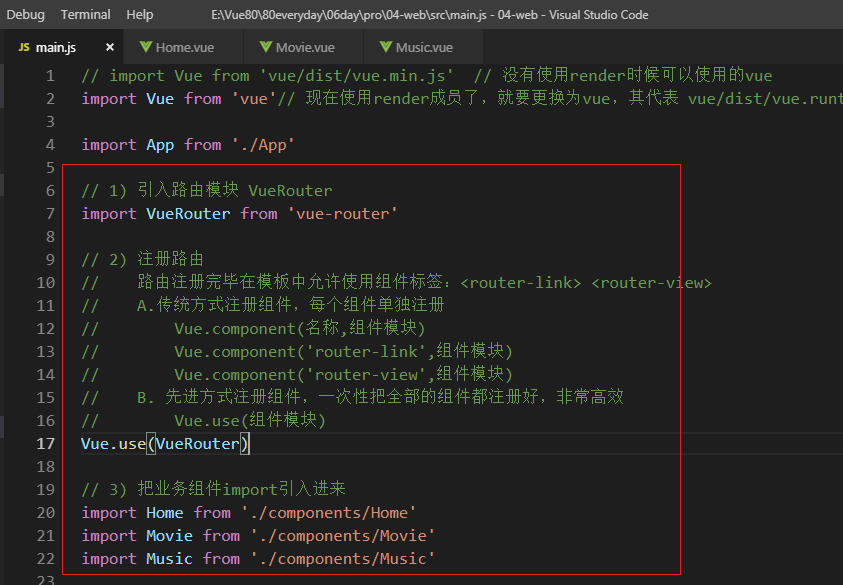 Debug Terminal Help E:\Vue80\80everyday\06day\pro\04-web\src\main.js - 04-web - Visual Studio Code
JS main.js × Home.vue Movie.vue Music.vue
1 // import Vue from 'vue/dist/vue.min.js' // 没有使用render时候可以使用的vue
2 import Vue from 'vue'// 现在使用render成员了，就要更换为vue，其代表 vue/dist/vue.runt
3
4 import App from './App'
5
6 // 1) 引入路由模块 VueRouter
7 import VueRouter from 'vue-router'
8
9 // 2) 注册路由
10 // 路由注册完毕在模板中允许使用组件标签：<router-link> <router-view>
11 // A.传统方式注册组件，每个组件单独注册
12 // Vue.component(名称,组件模块)
13 // Vue.component('router-link',组件模块)
14 // Vue.component('router-view',组件模块)
15 // B. 先进方式注册组件，一次性把全部的组件都注册好，非常高效
16 // Vue.use(组件模块)
17 Vue.use(VueRouter)
18
19 // 3) 把业务组件import引入进来
20 import Home from './components/Home'
21 import Movie from './components/Movie'
22 import Music from './components/Music'
23